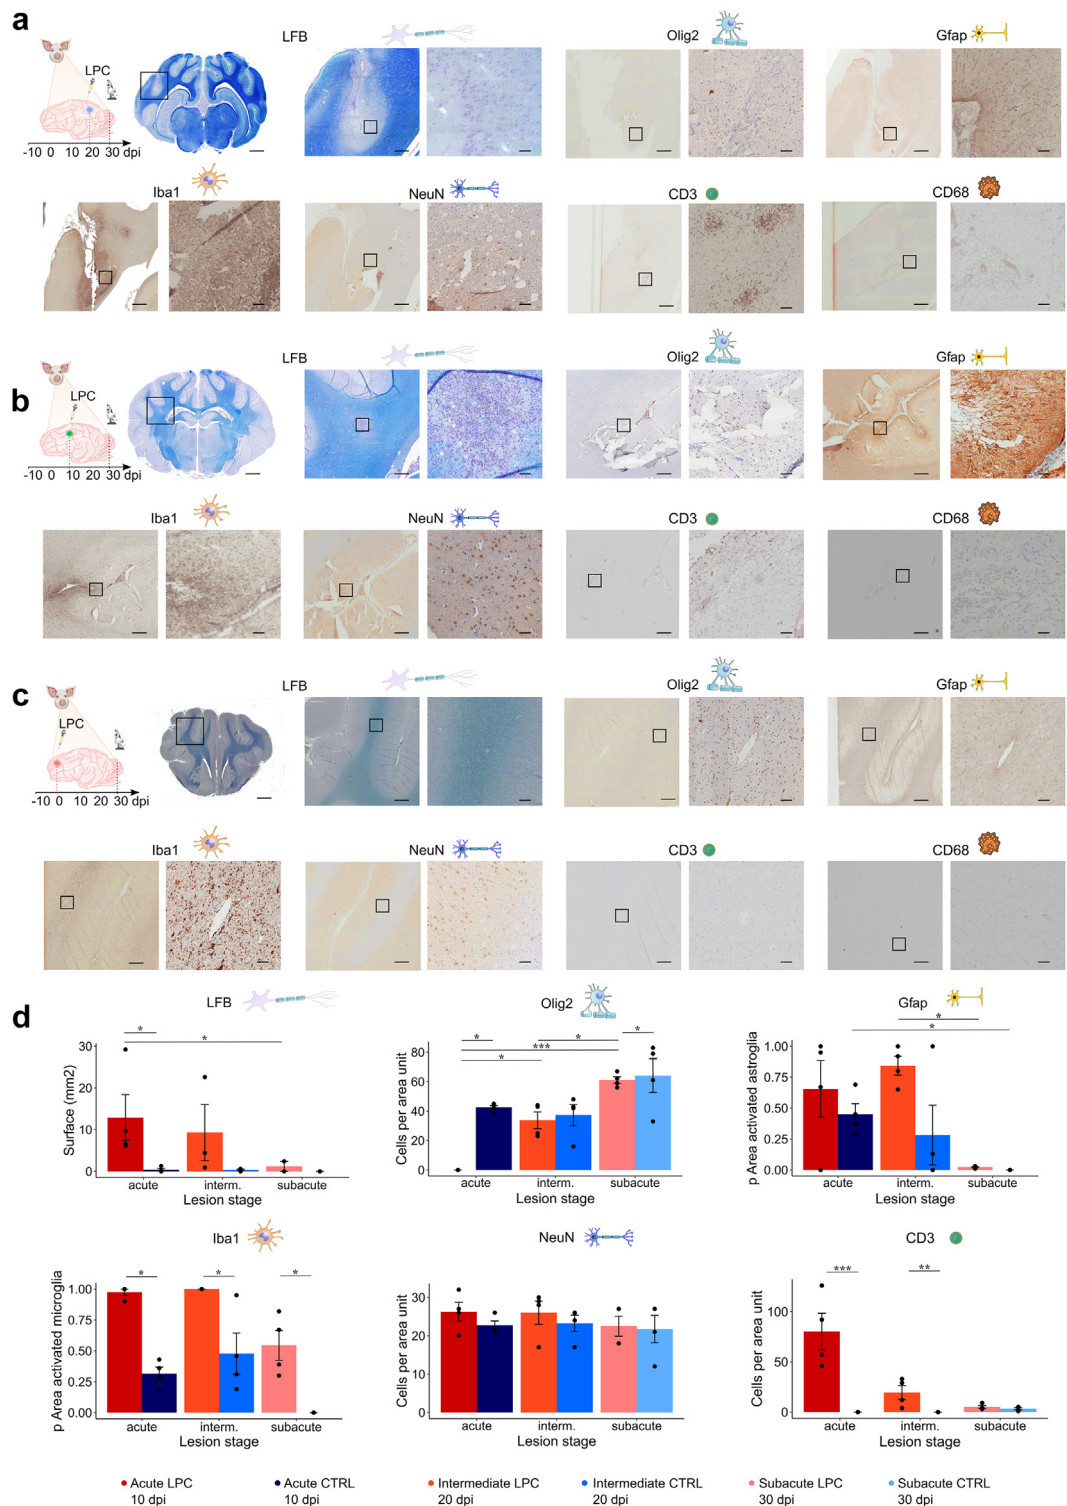 a
LFB
Olig2
Gfap
LPC
-10 0 10 20 30 dpi
Iba1
NeuN
CD3
CD68
b
LFB
Olig2
Gfap
LPC
-10 0 10 20 30 dpi
Iba1
NeuN
CD3
CD68
c
LFB
Olig2
Gfap
LPC
-10 0 10 20 30 dpi
Iba1
NeuN
CD3
CD68
d
LFB
Surface (mm2)
30
20
10
0
* *
acute interm. subacute
Lesion stage
Olig2
Cells per area unit
80
60
40
20
0
* * *** * *
acute interm. subacute
Lesion stage
Gfap
p Area activated astroglia
1.00
0.75
0.50
0.25
0.00
* *
acute interm. subacute
Lesion stage
Iba1
p Area activated microglia
1.00
0.75
0.50
0.25
0.00
* * *
acute interm. subacute
Lesion stage
NeuN
Cells per area unit
30
20
10
0
acute interm. subacute
Lesion stage
CD3
Cells per area unit
100
50
0
*** **
acute interm. subacute
Lesion stage
Acute LPC
10 dpi
Acute CTRL
10 dpi
Intermediate LPC
20 dpi
Intermediate CTRL
20 dpi
Subacute LPC
30 dpi
Subacute CTRL
30 dpi